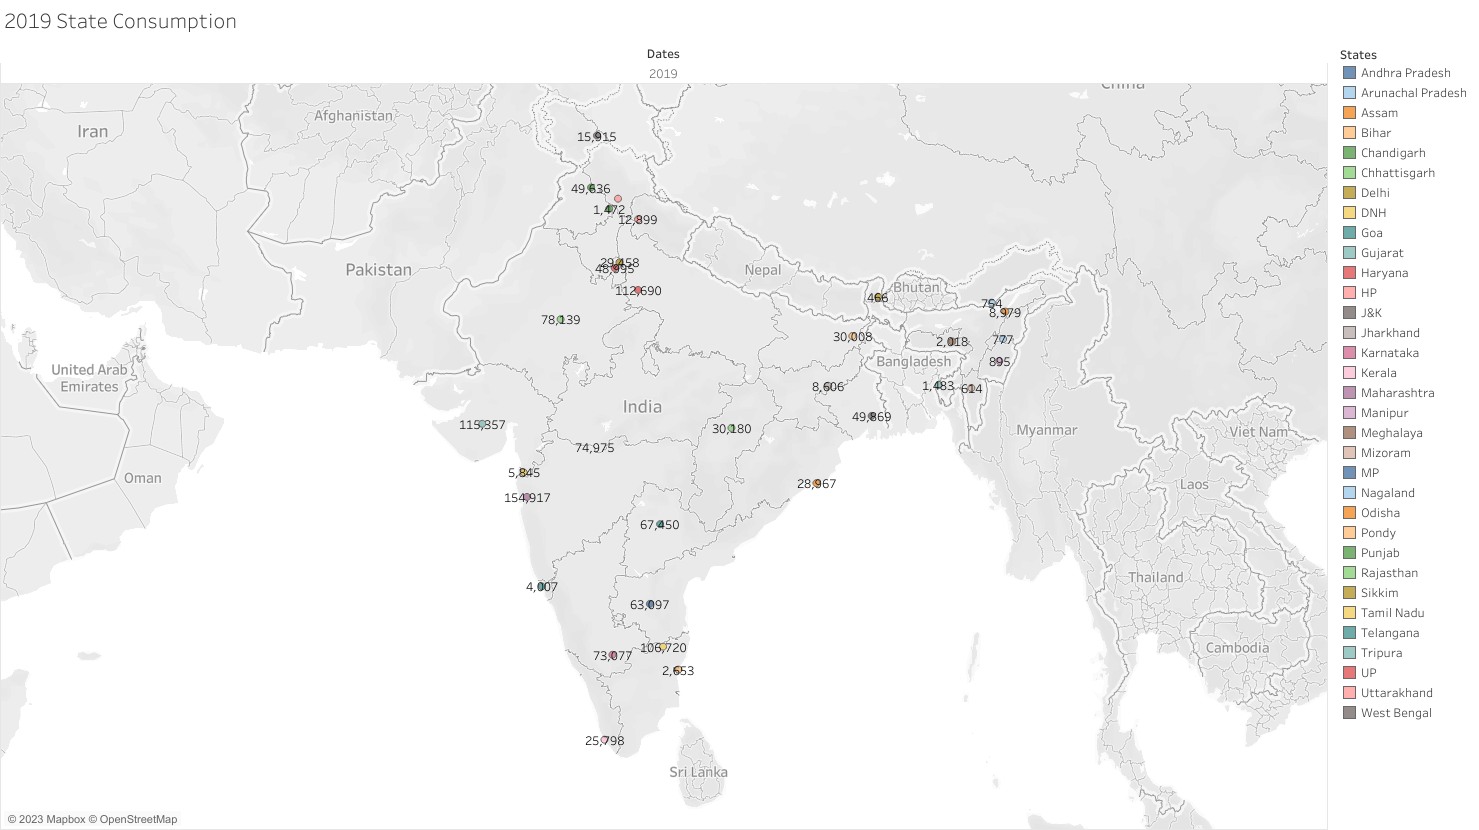 2019 State Consumption
Dates
2019
States
China
Afghanistan
Iran
15,915
49,636
1,472
12,899
Pakistan
29,458
48,995
Nepal
Bhutan
466
754
8,979
112,690
78,139
30,008
2,018
777
Bangladesh
895
United Arab
Emirates
8,606
1,483
614
India
49,869
115,357
30,180
Myanmar
Viet Nam
74,975
5,845
Oman
28,967
Laos
154,917
67,450
Thailand
4,007
63,097
106,720
73,077
2,653
Cambodia
25,798
Sri Lanka
© 2023 Mapbox © OpenStreetMap
Andhra Pradesh
Arunachal Pradesh
Assam
Bihar
Chandigarh
Chhattisgarh
Delhi
DNH
Goa
Gujarat
Haryana
HP
J&K
Jharkhand
Karnataka
Kerala
Maharashtra
Manipur
Meghalaya
Mizoram
MP
Nagaland
Odisha
Pondy
Punjab
Rajasthan
Sikkim
Tamil Nadu
Telangana
Tripura
UP
Uttarakhand
West Bengal